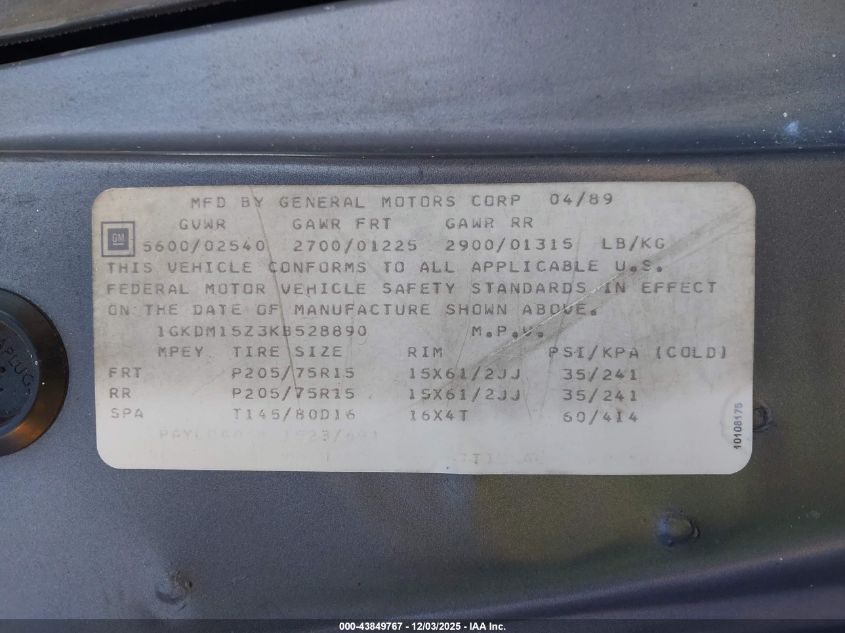 MFD BY GENERAL MOTORS CORP 04/89
GVWR GAWR FRT GAWR RR
GM 5600/02540 2700/01225 2900/01315 LB/KG
THIS VEHICLE CONFORMS TO ALL APPLICABLE U.S.
FEDERAL MOTOR VEHICLE SAFETY STANDARDS IN EFFECT
ON THE DATE OF MANUFACTURE SHOWN ABOVE.
1GKDM15Z3KB528890 M.P.V.
MPEY TIRE SIZE RIM PSI/KPA (COLD)
FRT P205/75R15 15X61/2JJ 35/241
RR P205/75R15 15X61/2JJ 35/241
SPA T145/80D16 16X4T 60/414
10108175
000-43849767 - 12/03/2025 - IAA Inc.